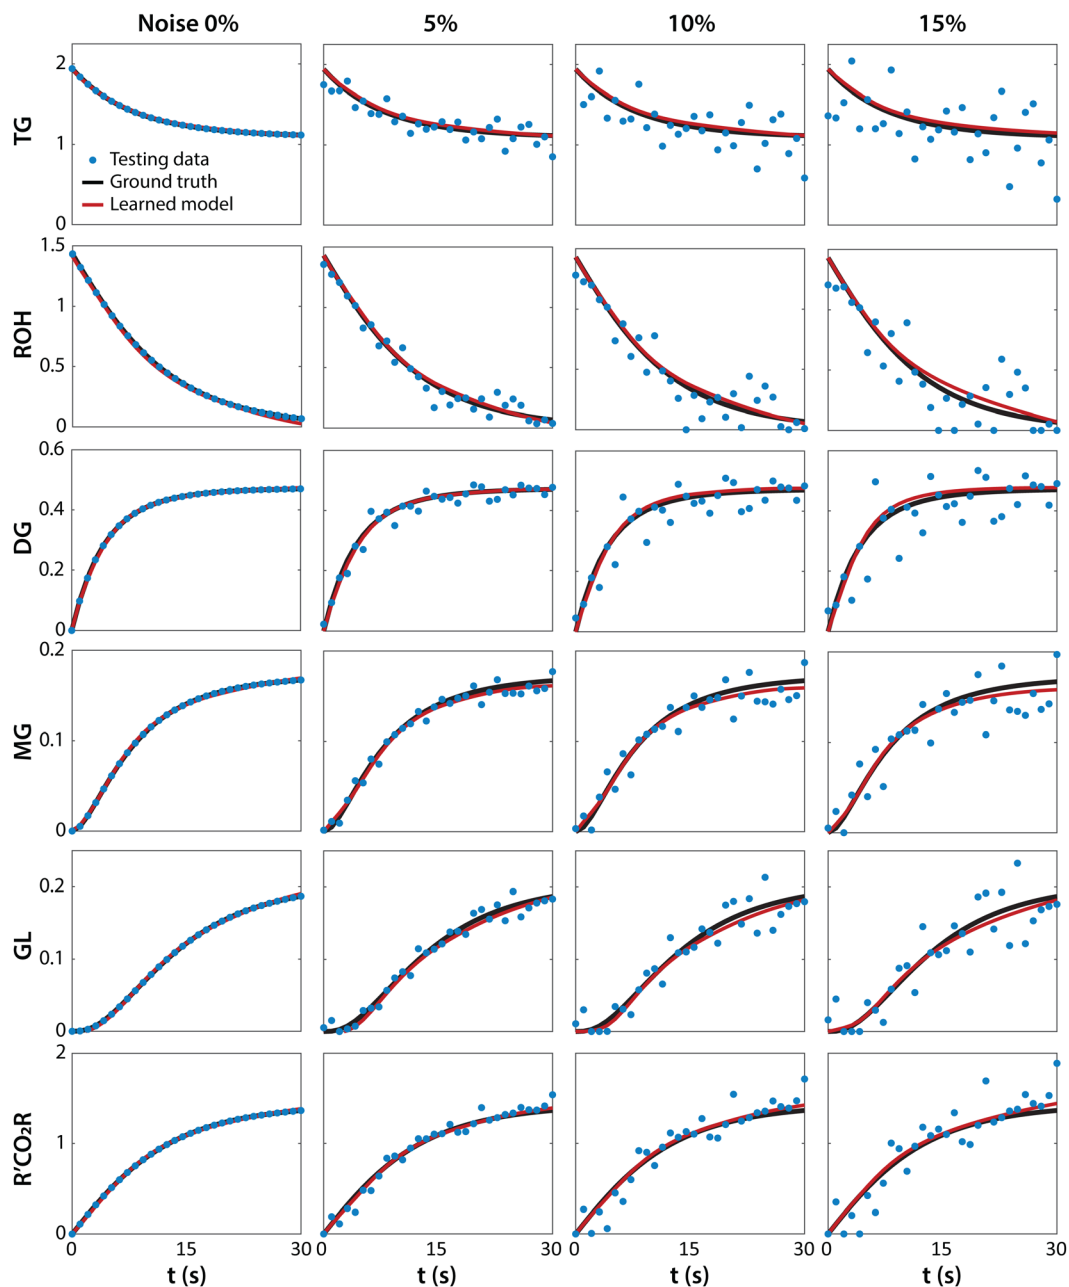 Noise 0% 5% 10% 15%
TG
2
1
0
Testing data
Ground truth
Learned model
ROH
1.5
1
0.5
0
DG
0.6
0.4
0.2
0
MG
0.2
0.1
0
GL
0.2
0.1
0
R'CO₂R
2
1
0
0 15 30 0 15 30 0 15 30 0 15 30
t (s) t (s) t (s) t (s)